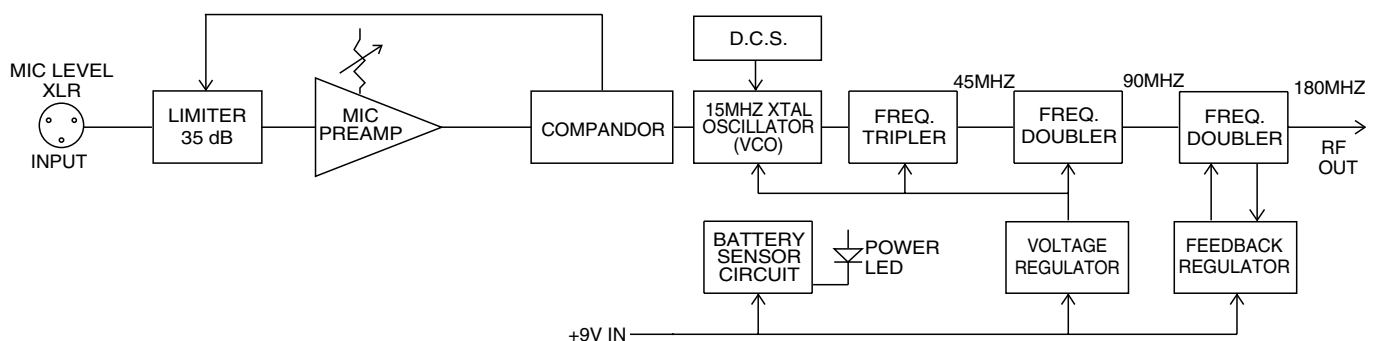 D.C.S.
MIC LEVEL
XLR
INPUT
LIMITER
35 dB
MIC
PREAMP
COMPANDOR
15MHZ XTAL
OSCILLATOR
(VCO)
FREQ.
TRIPLER
45MHZ
FREQ.
DOUBLER
90MHZ
FREQ.
DOUBLER
180MHZ
RF
OUT
BATTERY
SENSOR
CIRCUIT
POWER
LED
VOLTAGE
REGULATOR
FEEDBACK
REGULATOR
+9V IN